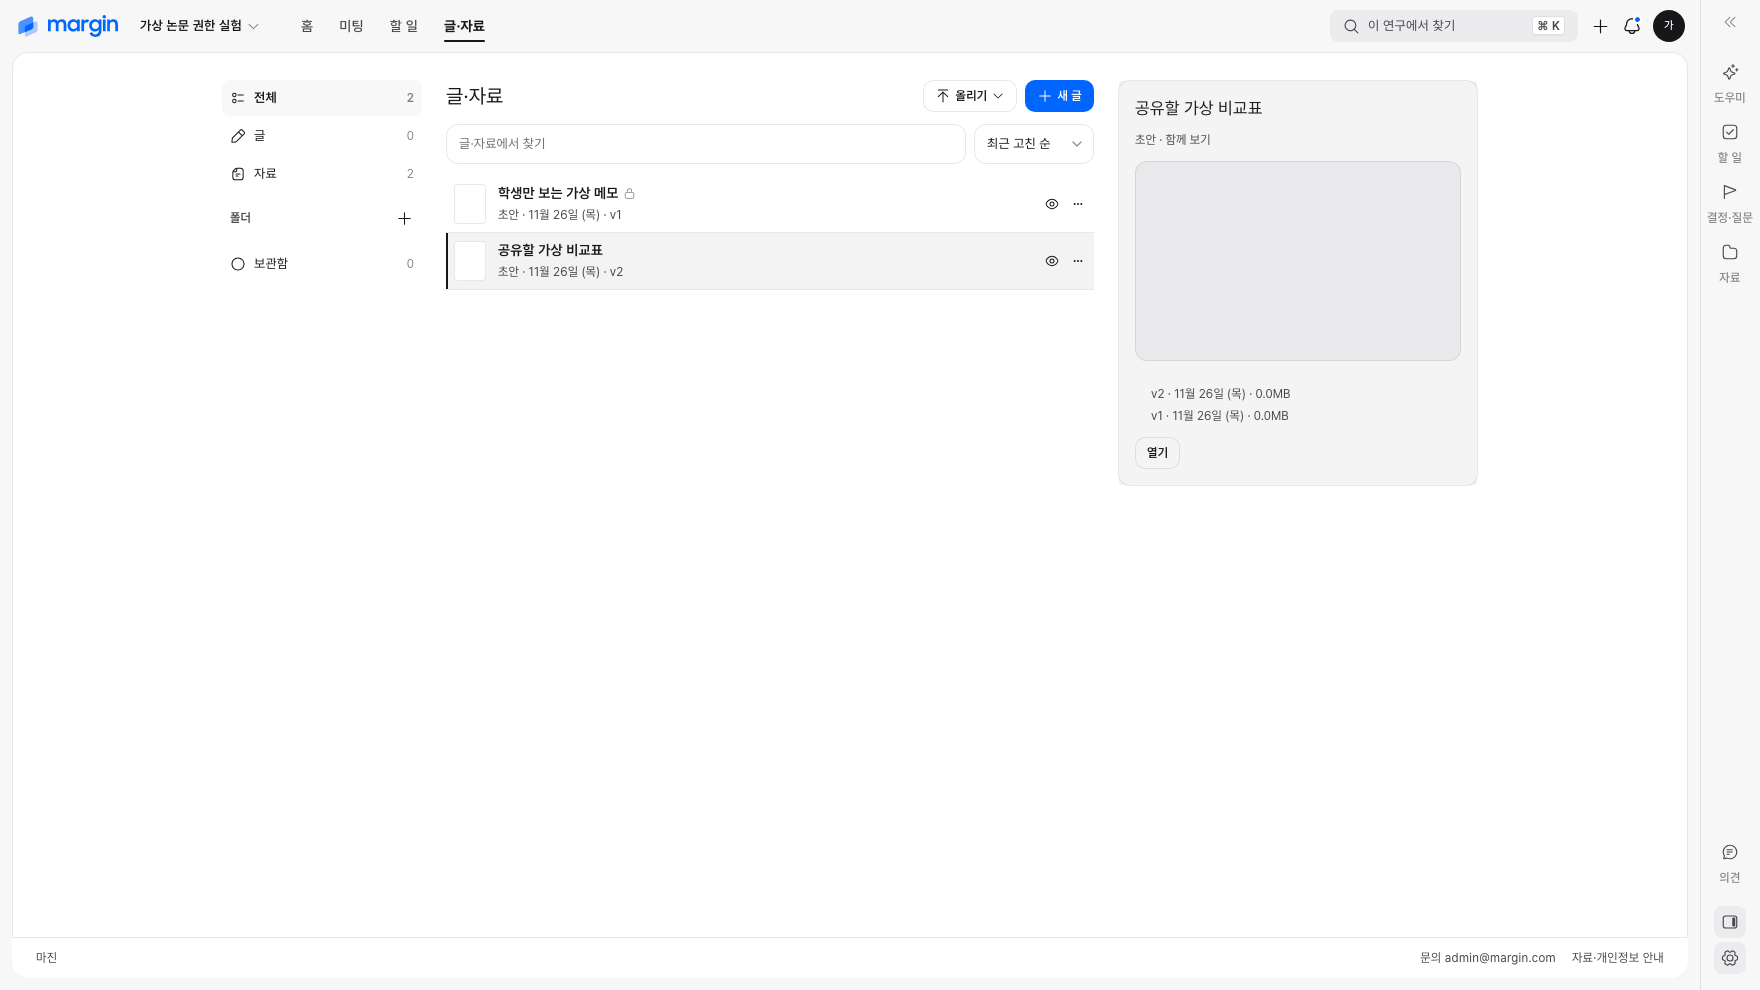 margin
가상 논문 권한 실험
홈 미팅 할 일 글·자료
이 연구에서 찾기 ⌘ K
가
전체 2
글 0
자료 2
폴더
보관함 0
글·자료
올리기
새 글
글·자료에서 찾기
최근 고친 순
학생만 보는 가상 메모
초안 · 11월 26일 (목) · v1
공유할 가상 비교표
초안 · 11월 26일 (목) · v2
공유할 가상 비교표
초안 · 함께 보기
v2 · 11월 26일 (목) · 0.0MB
v1 · 11월 26일 (목) · 0.0MB
열기
도우미
할 일
결정·질문
자료
의견
마진
문의 admin@margin.com 자료·개인정보 안내